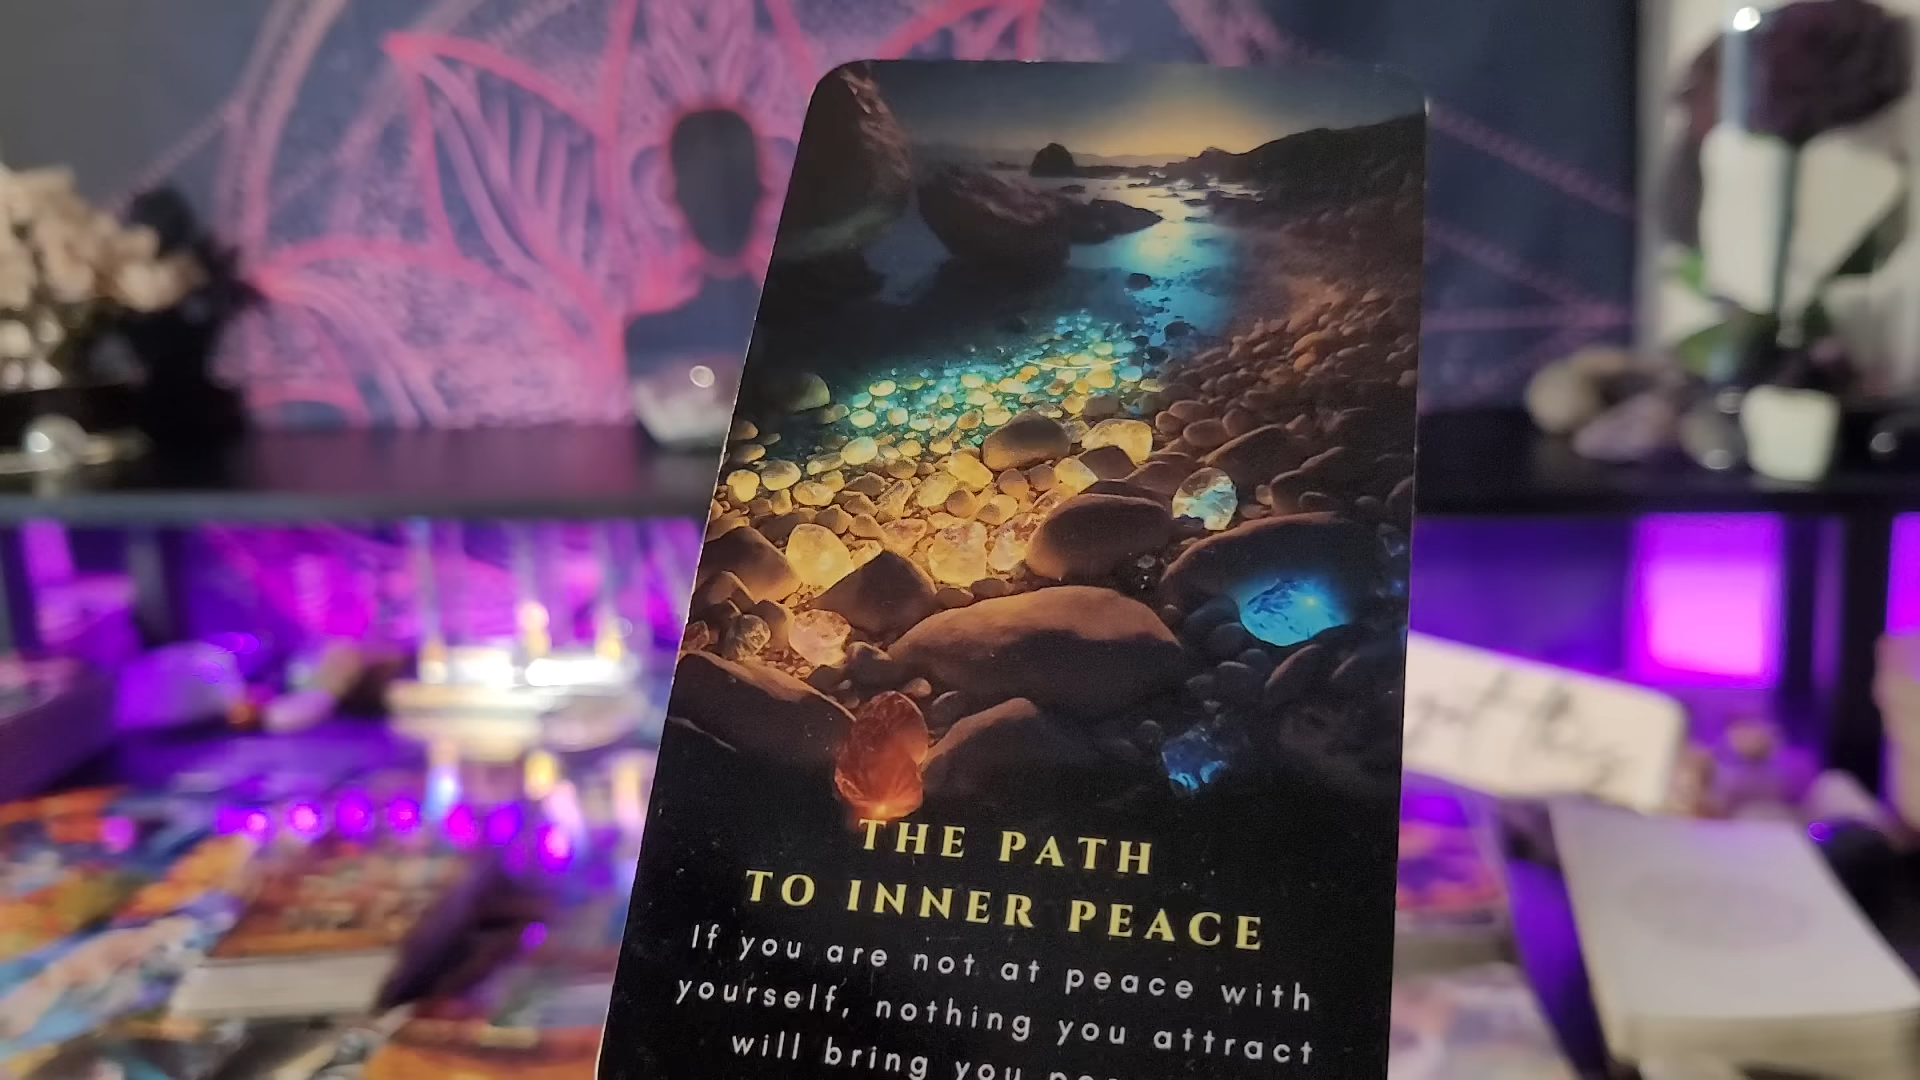 THE PATH
TO INNER PEACE
If you are not at peace with
yourself, nothing you attract
will bring you